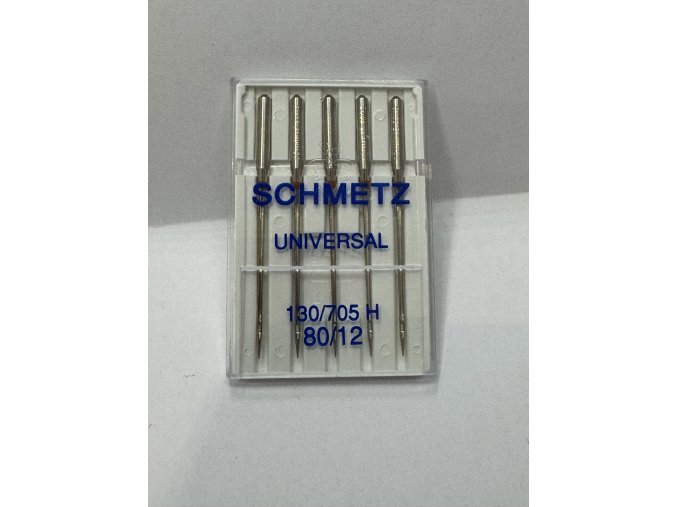 SCHMETZ
UNIVERSAL
130/705 H
80/12